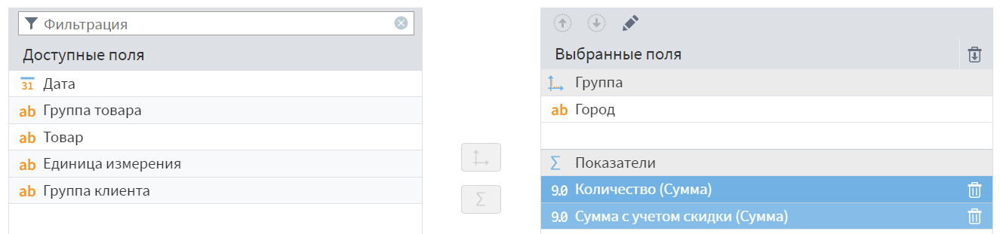 Фильтрация
Доступные поля
31 Дата
ab Группа товара
ab Товар
ab Единица измерения
ab Группа клиента
Σ
Выбранные поля
Группа
ab Город
Σ Показатели
9.0 Количество (Сумма)
9.0 Сумма с учетом скидки (Сумма)